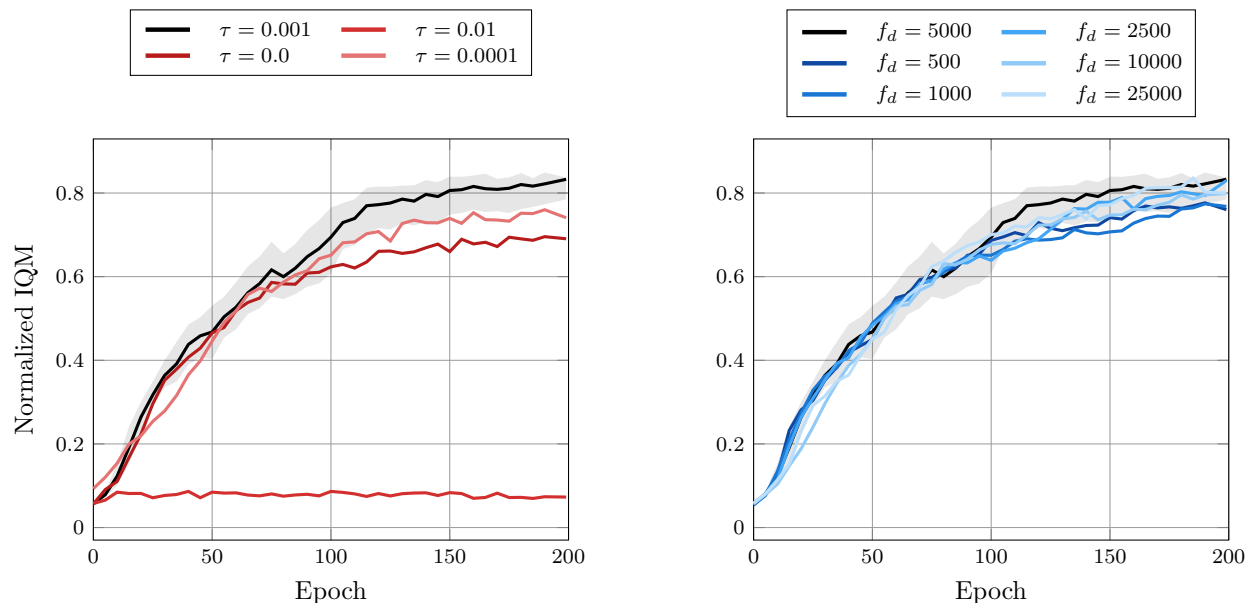 τ = 0.001 τ = 0.01
τ = 0.0 τ = 0.0001
f_d = 5000 f_d = 2500
f_d = 500 f_d = 10000
f_d = 1000 f_d = 25000
Normalized IQM
0.8
0.6
0.4
0.2
0
0 50 100 150 200
Epoch
0.8
0.6
0.4
0.2
0
0 50 100 150 200
Epoch